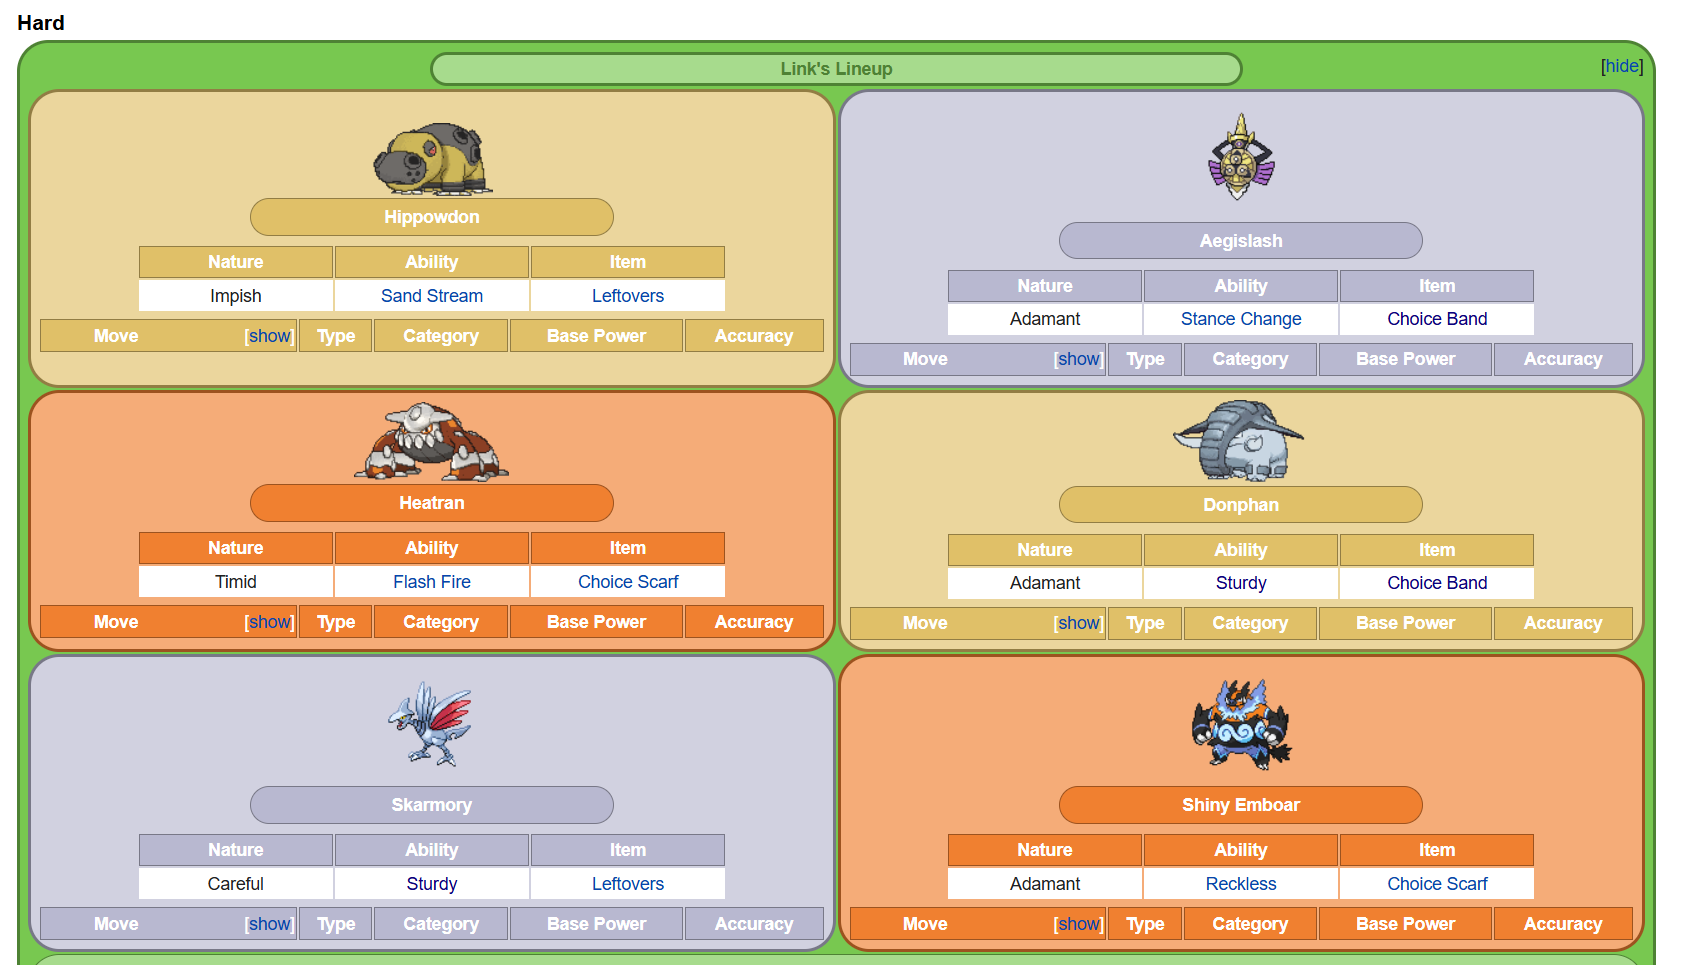 Hard
Link's Lineup
[hide]
Hippowdon
Nature Ability Item
Impish Sand Stream Leftovers
Move [show] Type Category Base Power Accuracy
Aegislash
Nature Ability Item
Adamant Stance Change Choice Band
Move [show] Type Category Base Power Accuracy
Heatran
Nature Ability Item
Timid Flash Fire Choice Scarf
Move [show] Type Category Base Power Accuracy
Donphan
Nature Ability Item
Adamant Sturdy Choice Band
Move [show] Type Category Base Power Accuracy
Skarmory
Nature Ability Item
Careful Sturdy Leftovers
Move [show] Type Category Base Power Accuracy
Shiny Emboar
Nature Ability Item
Adamant Reckless Choice Scarf
Move [show] Type Category Base Power Accuracy